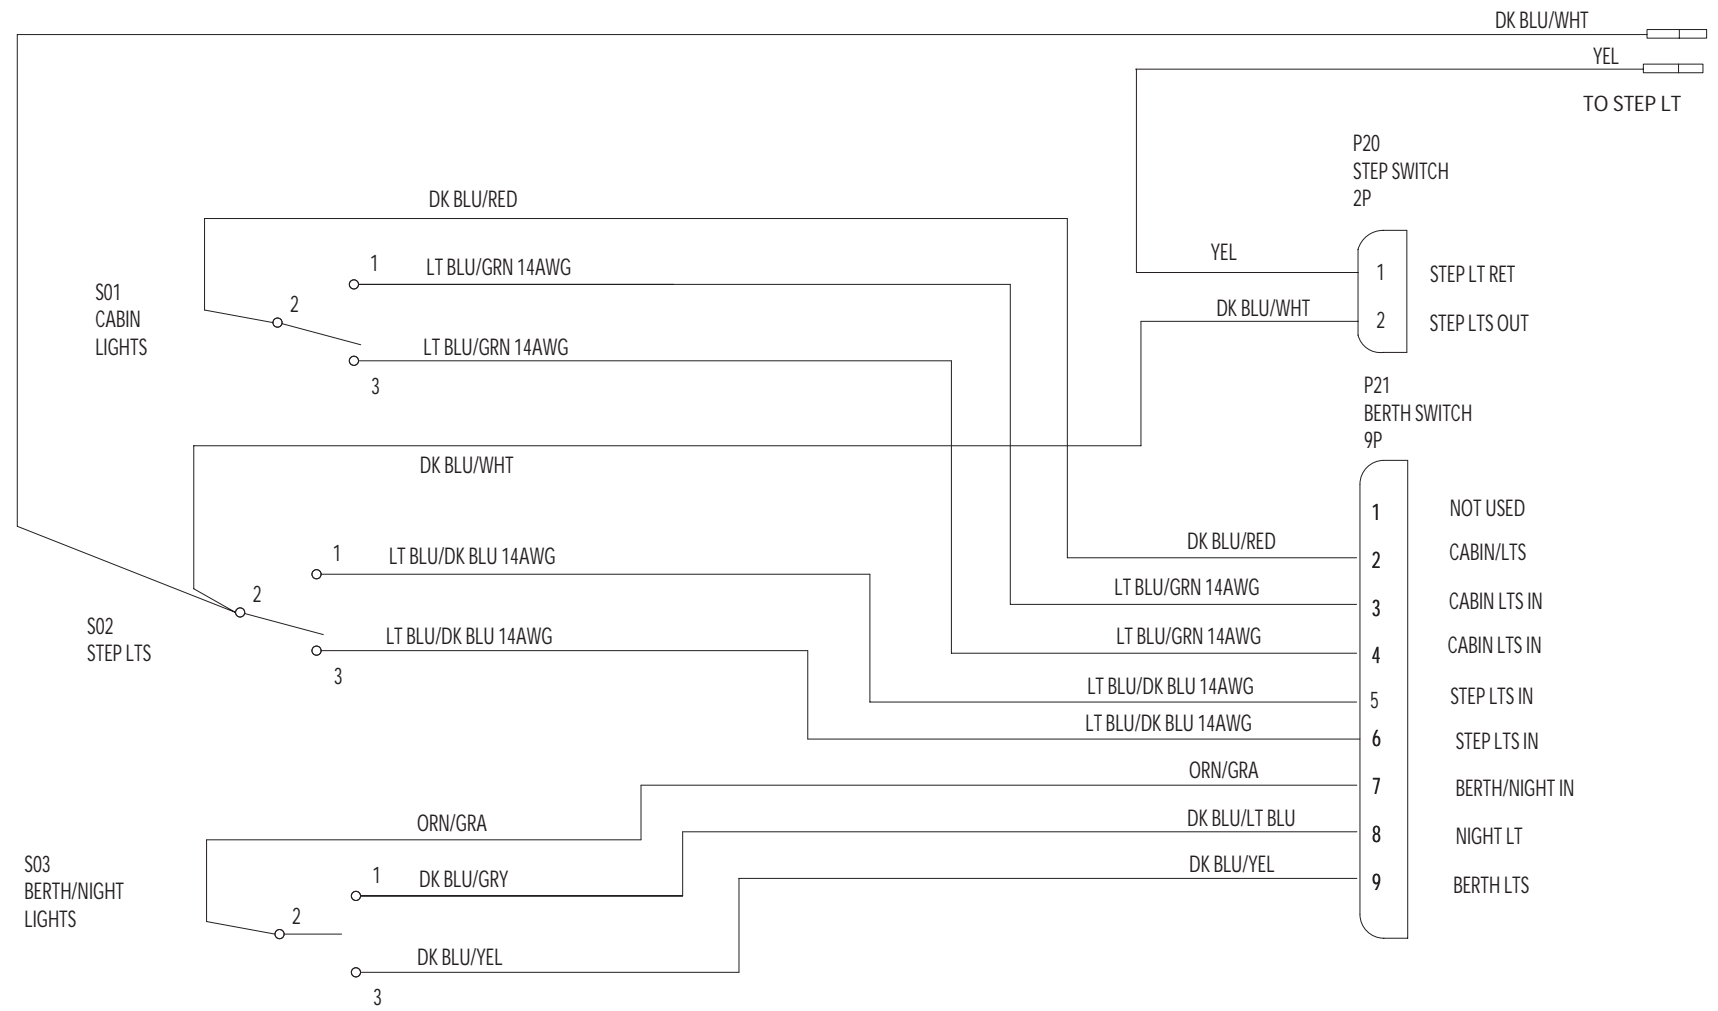 DK BLU/WHT
YEL
TO STEP LT
P20
STEP SWITCH
2P
DK BLU/RED
YEL
1
STEP LT RET
DK BLU/WHT
2
STEP LTS OUT
S01
CABIN
LIGHTS
1
LT BLU/GRN 14AWG
2
LT BLU/GRN 14AWG
3
P21
BERTH SWITCH
9P
DK BLU/WHT
1
NOT USED
DK BLU/RED
2
CABIN/LTS
LT BLU/GRN 14AWG
3
CABIN LTS IN
LT BLU/GRN 14AWG
4
CABIN LTS IN
LT BLU/DK BLU 14AWG
5
STEP LTS IN
LT BLU/DK BLU 14AWG
6
STEP LTS IN
ORN/GRA
7
BERTH/NIGHT IN
DK BLU/LT BLU
8
NIGHT LT
DK BLU/YEL
9
BERTH LTS
S02
STEP LTS
1
LT BLU/DK BLU 14AWG
2
LT BLU/DK BLU 14AWG
3
S03
BERTH/NIGHT
LIGHTS
ORN/GRA
1
DK BLU/GRY
2
DK BLU/YEL
3